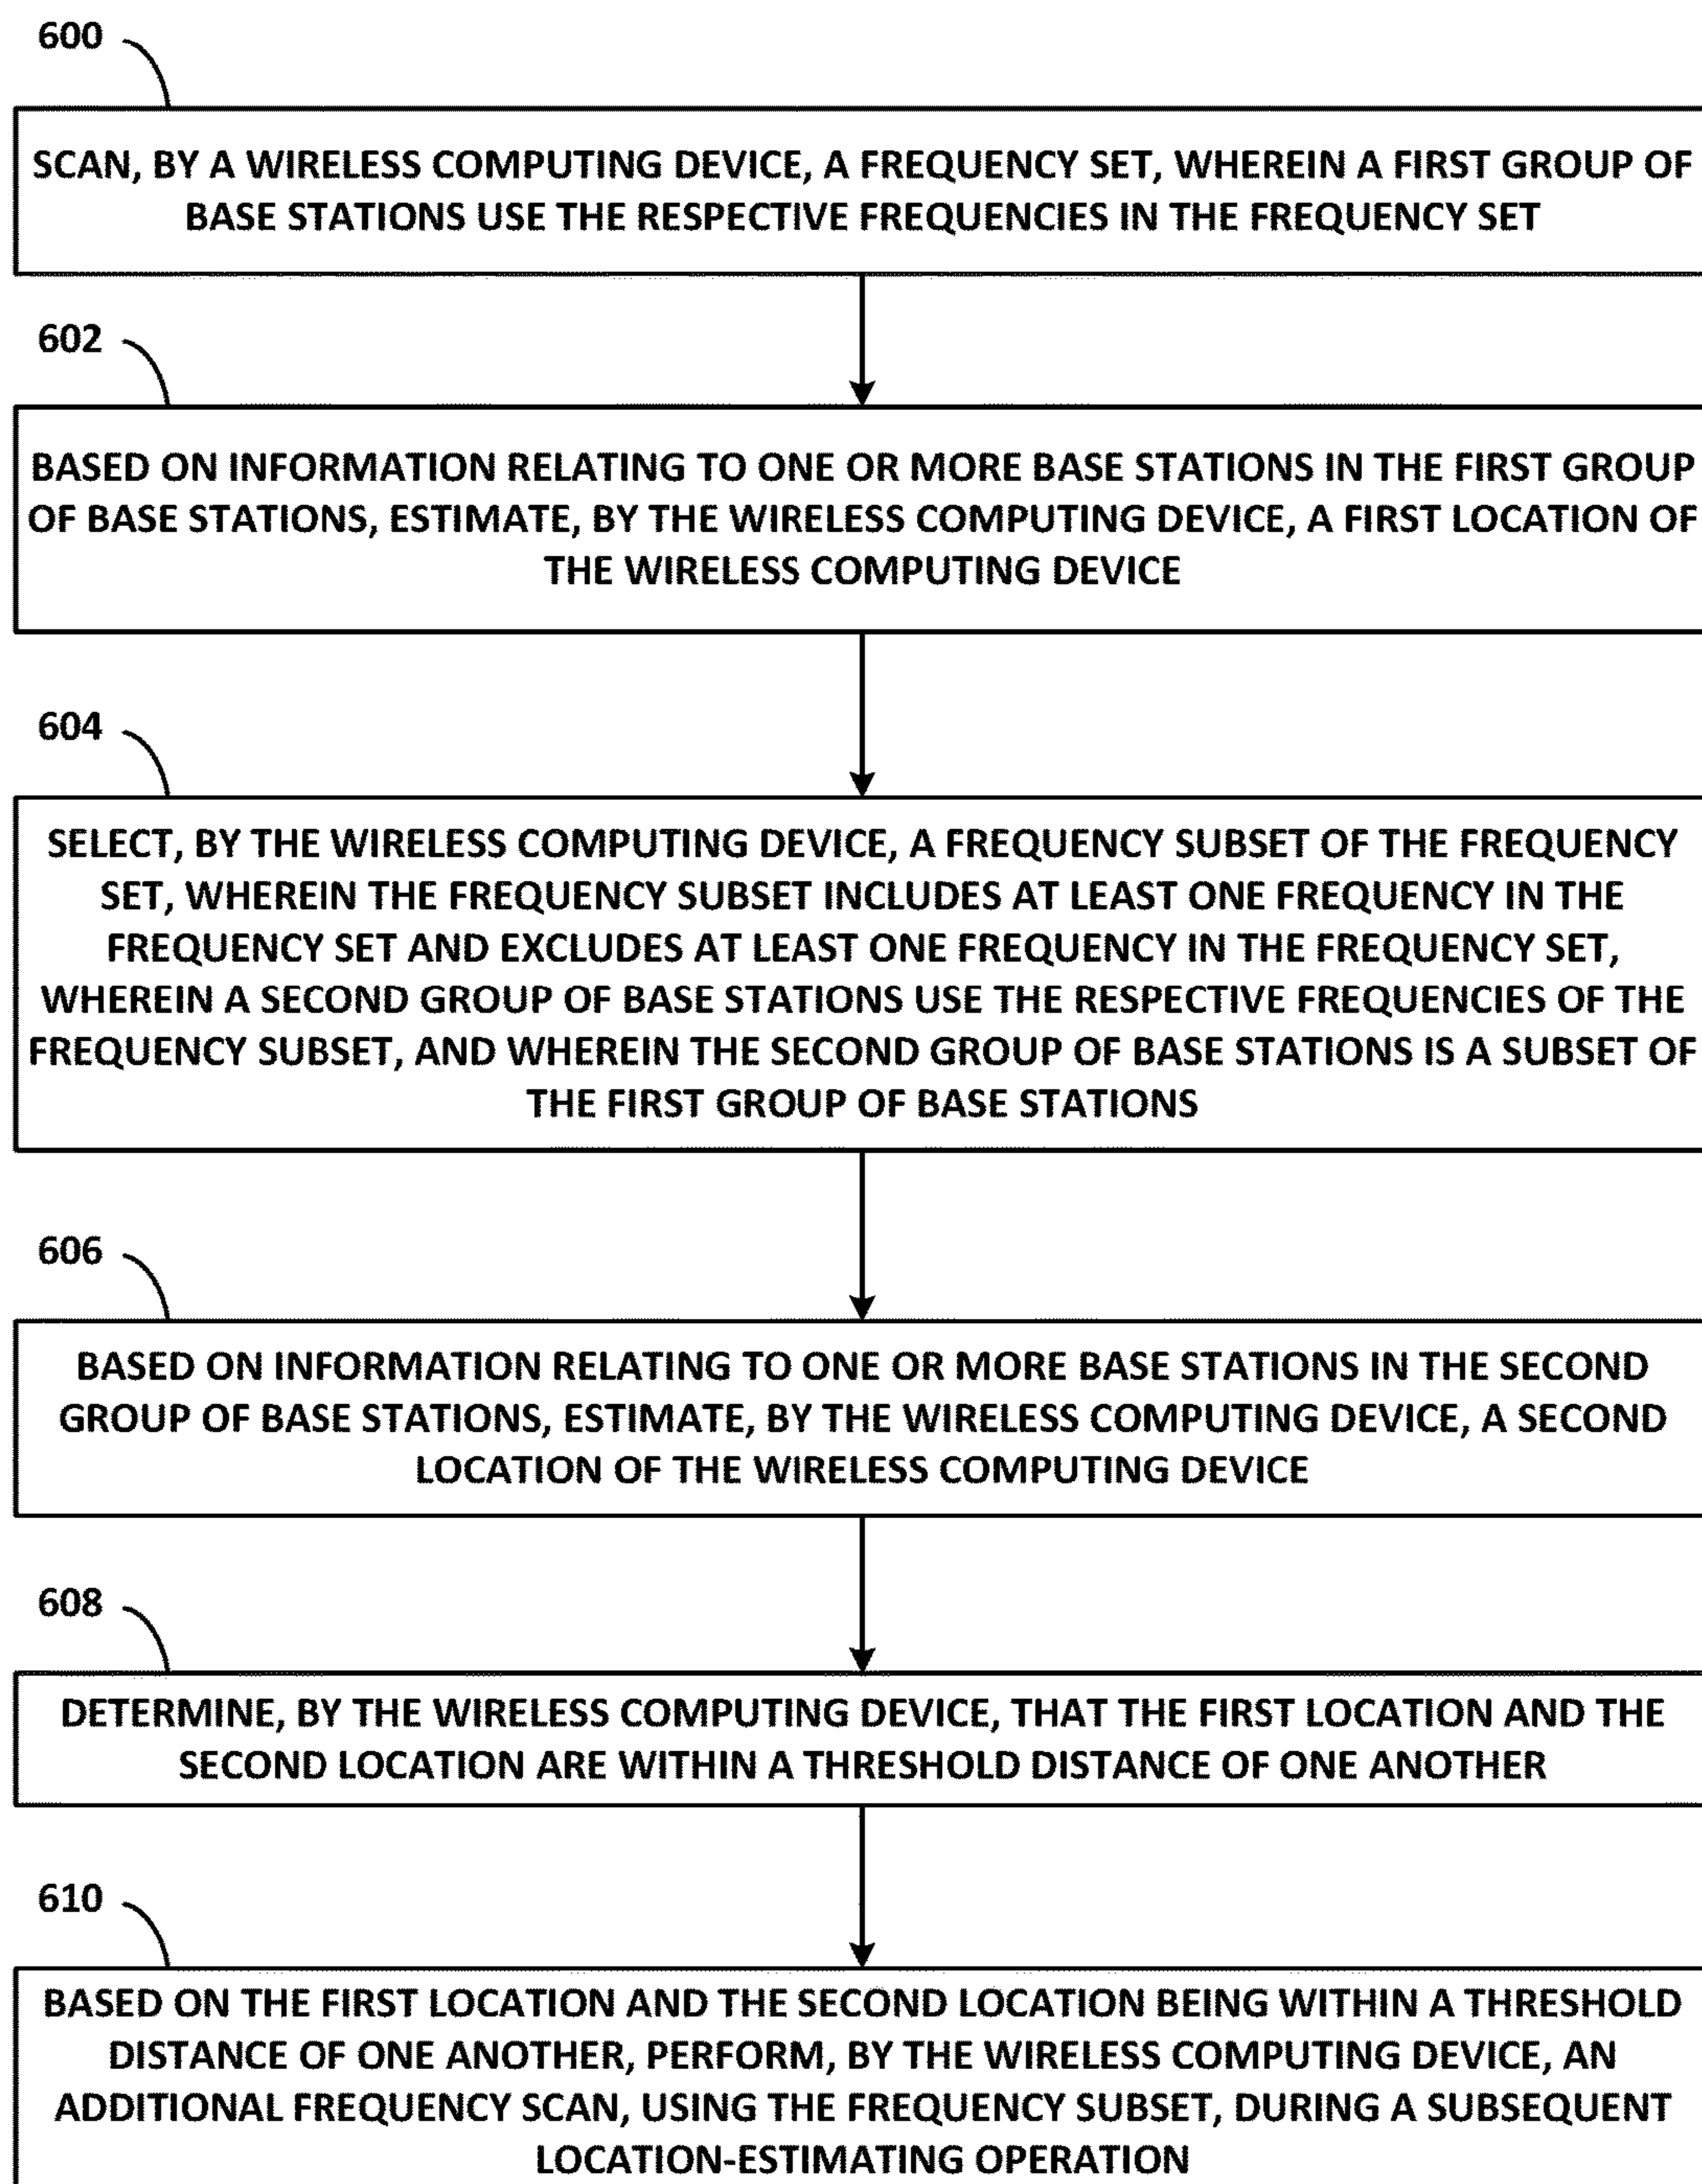 600
SCAN, BY A WIRELESS COMPUTING DEVICE, A FREQUENCY SET, WHEREIN A FIRST GROUP OF
BASE STATIONS USE THE RESPECTIVE FREQUENCIES IN THE FREQUENCY SET
602
BASED ON INFORMATION RELATING TO ONE OR MORE BASE STATIONS IN THE FIRST GROUP
OF BASE STATIONS, ESTIMATE, BY THE WIRELESS COMPUTING DEVICE, A FIRST LOCATION OF
THE WIRELESS COMPUTING DEVICE
604
SELECT, BY THE WIRELESS COMPUTING DEVICE, A FREQUENCY SUBSET OF THE FREQUENCY
SET, WHEREIN THE FREQUENCY SUBSET INCLUDES AT LEAST ONE FREQUENCY IN THE
FREQUENCY SET AND EXCLUDES AT LEAST ONE FREQUENCY IN THE FREQUENCY SET,
WHEREIN A SECOND GROUP OF BASE STATIONS USE THE RESPECTIVE FREQUENCIES OF THE
FREQUENCY SUBSET, AND WHEREIN THE SECOND GROUP OF BASE STATIONS IS A SUBSET OF
THE FIRST GROUP OF BASE STATIONS
606
BASED ON INFORMATION RELATING TO ONE OR MORE BASE STATIONS IN THE SECOND
GROUP OF BASE STATIONS, ESTIMATE, BY THE WIRELESS COMPUTING DEVICE, A SECOND
LOCATION OF THE WIRELESS COMPUTING DEVICE
608
DETERMINE, BY THE WIRELESS COMPUTING DEVICE, THAT THE FIRST LOCATION AND THE
SECOND LOCATION ARE WITHIN A THRESHOLD DISTANCE OF ONE ANOTHER
610
BASED ON THE FIRST LOCATION AND THE SECOND LOCATION BEING WITHIN A THRESHOLD
DISTANCE OF ONE ANOTHER, PERFORM, BY THE WIRELESS COMPUTING DEVICE, AN
ADDITIONAL FREQUENCY SCAN, USING THE FREQUENCY SUBSET, DURING A SUBSEQUENT
LOCATION-ESTIMATING OPERATION